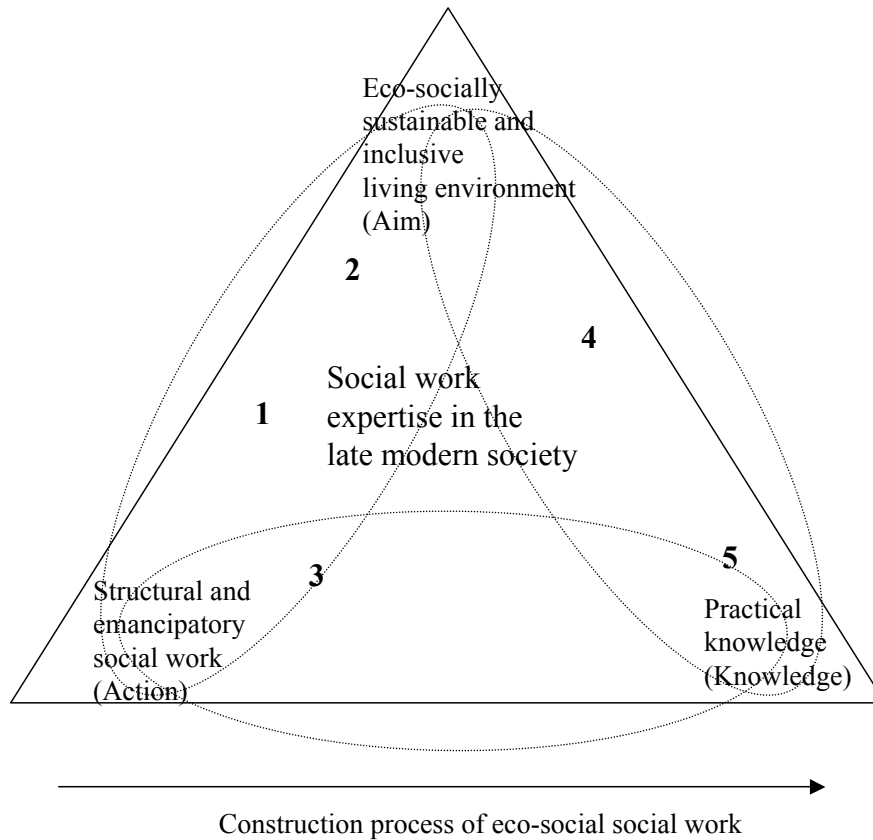 Eco-socially
sustainable and
inclusive
living environment
(Aim)
2
4
Social work
expertise in the
late modern society
1
3
5
Structural and
emancipatory
social work
(Action)
Practical
knowledge
(Knowledge)
Construction process of eco-social social work